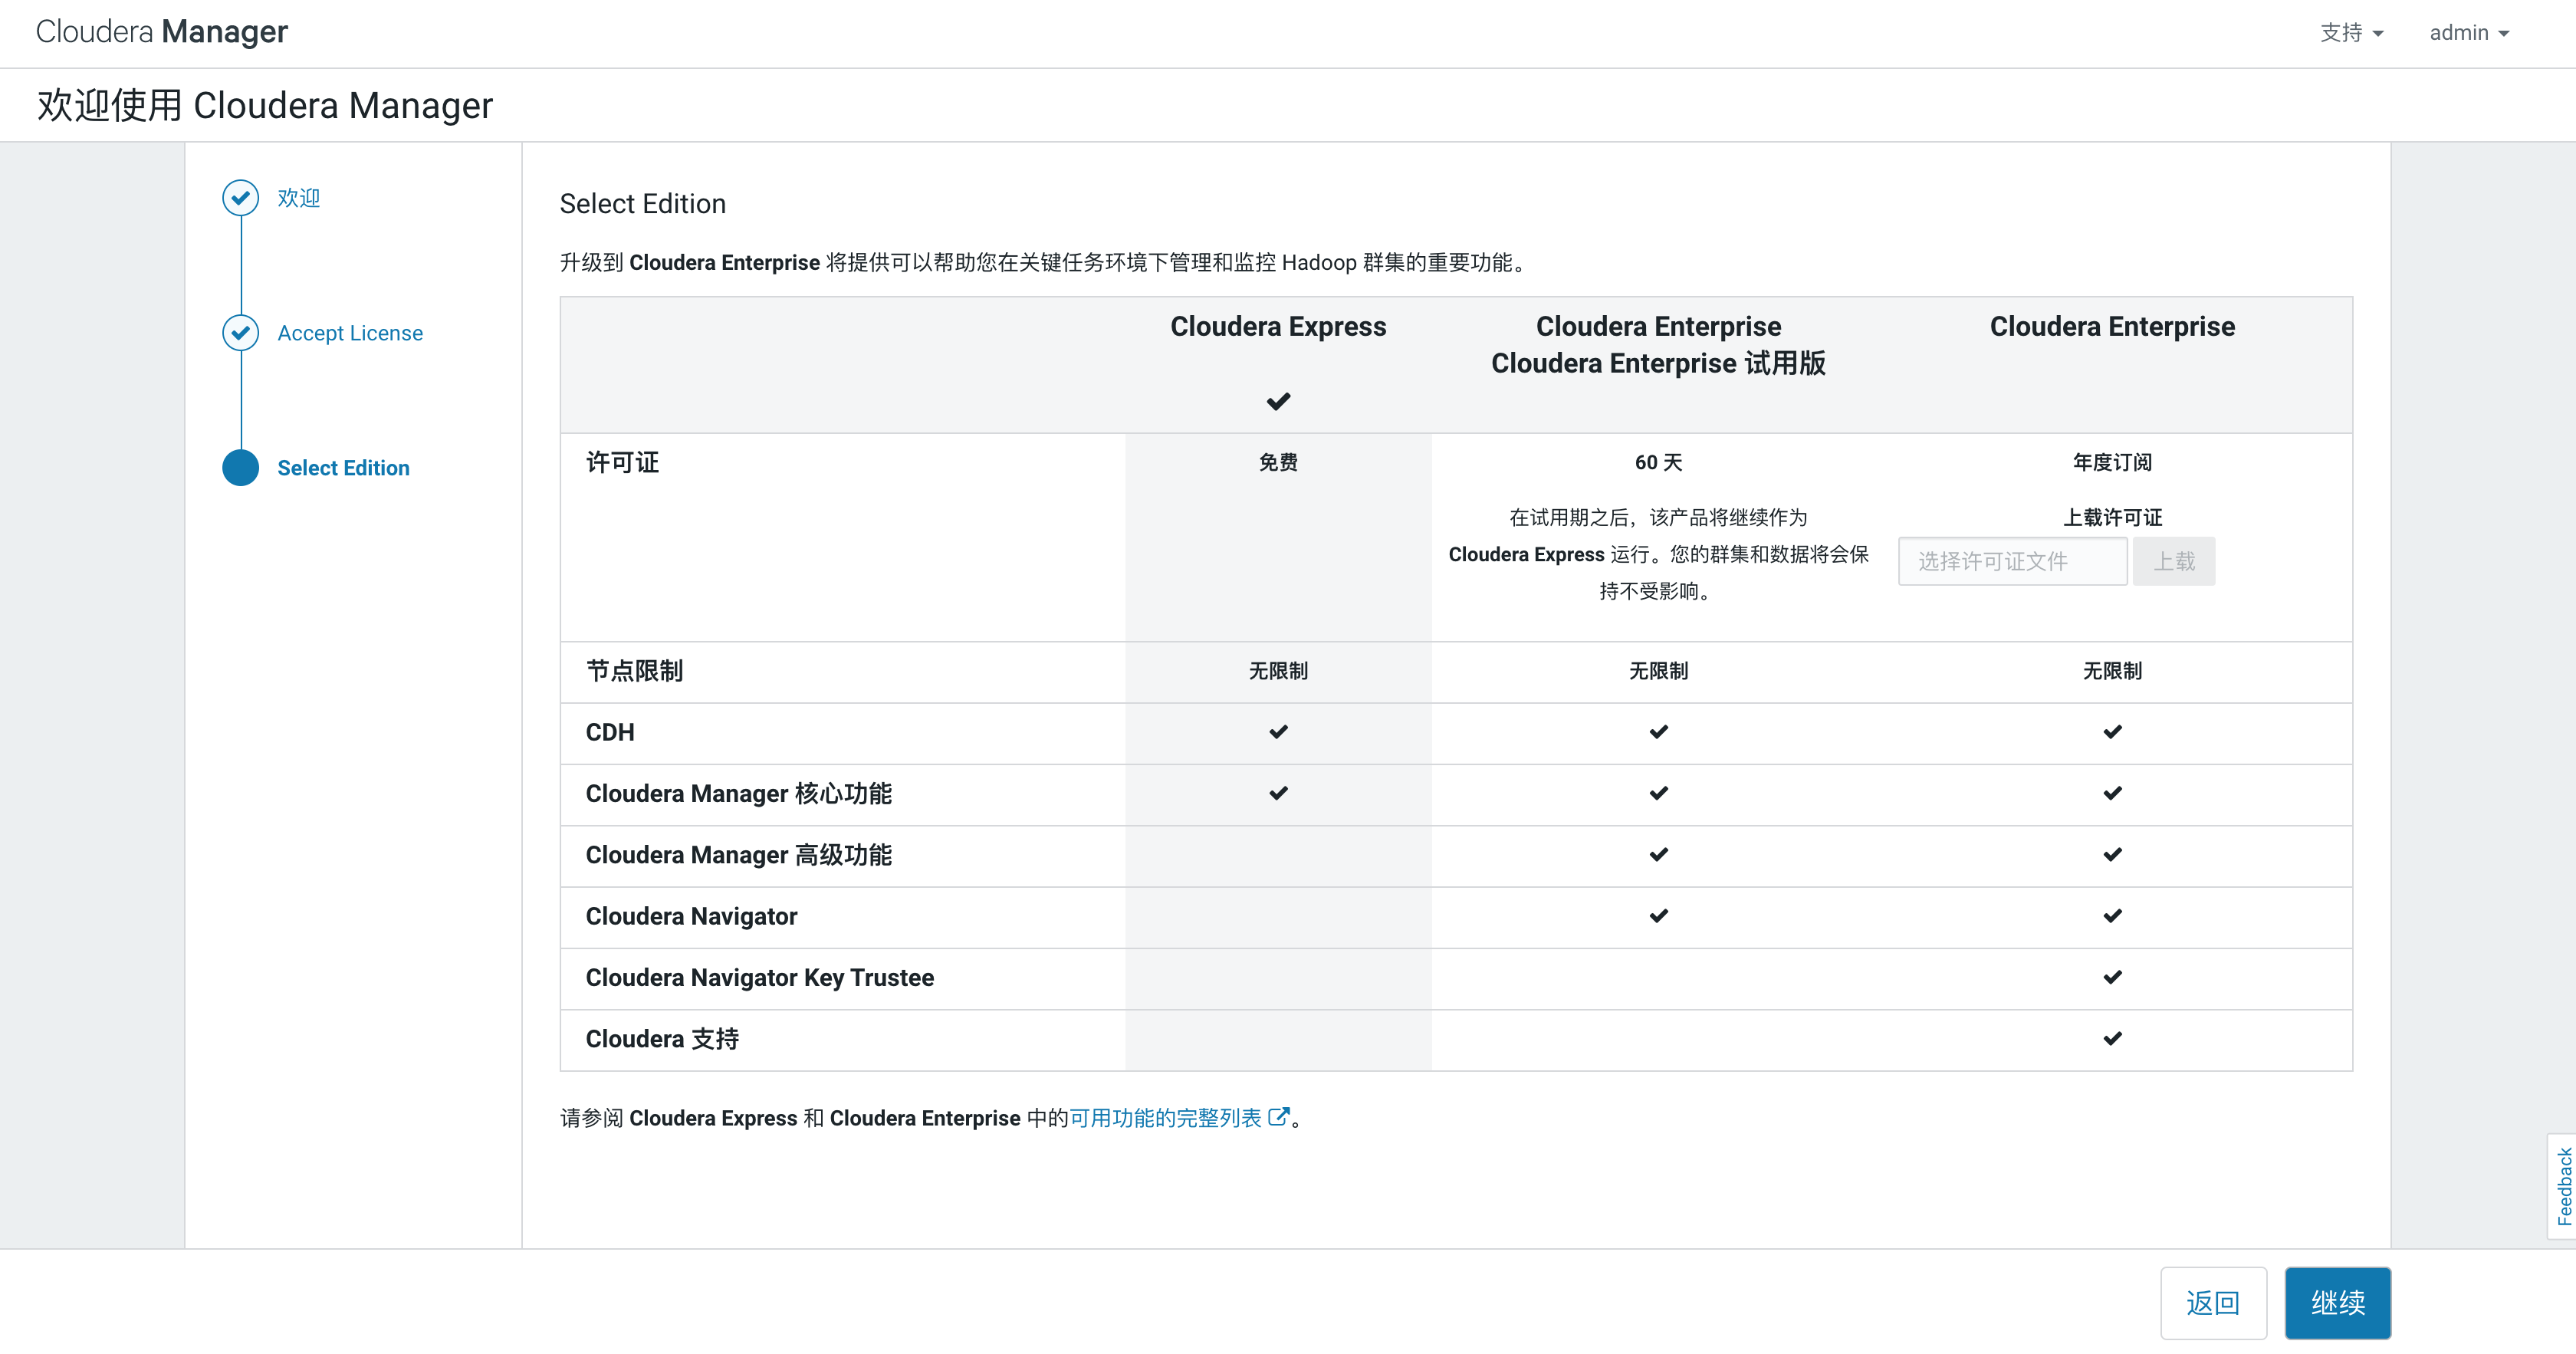 Cloudera Manager
支持
admin
欢迎使用 Cloudera Manager
欢迎
Accept License
Select Edition
Select Edition
升级到 Cloudera Enterprise 将提供可以帮助您在关键任务环境下管理和监控 Hadoop 群集的重要功能。
Cloudera Express
Cloudera Enterprise
Cloudera Enterprise 试用版
Cloudera Enterprise
许可证
免费
60 天
在试用期之后，该产品将继续作为
Cloudera Express 运行。您的群集和数据将会保
持不受影响。
年度订阅
上载许可证
选择许可证文件
上载
节点限制
无限制
无限制
无限制
CDH
Cloudera Manager 核心功能
Cloudera Manager 高级功能
Cloudera Navigator
Cloudera Navigator Key Trustee
Cloudera 支持
请参阅 Cloudera Express 和 Cloudera Enterprise 中的可用功能的完整列表。
Feedback
返回
继续